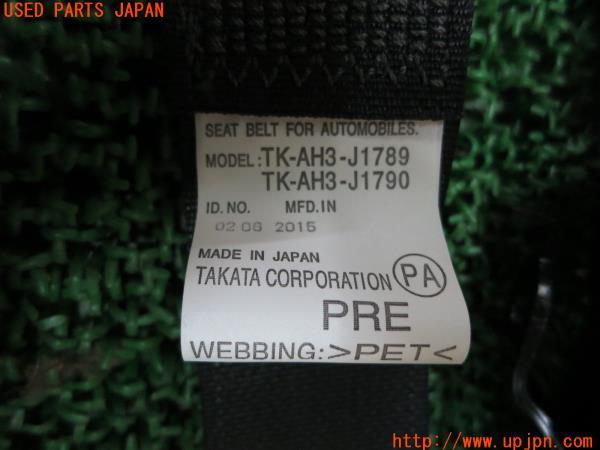 USED PARTS JAPAN
SEAT BELT FOR AUTOMOBILES.
MODEL: TK-AH3-J1789
TK-AH3-J1790
ID.NO. MFD.IN
02 06 2015
MADE IN JAPAN
TAKATA CORPORATION PA
PRE
WEBBING: >PET<
http://www.upjpn.com/